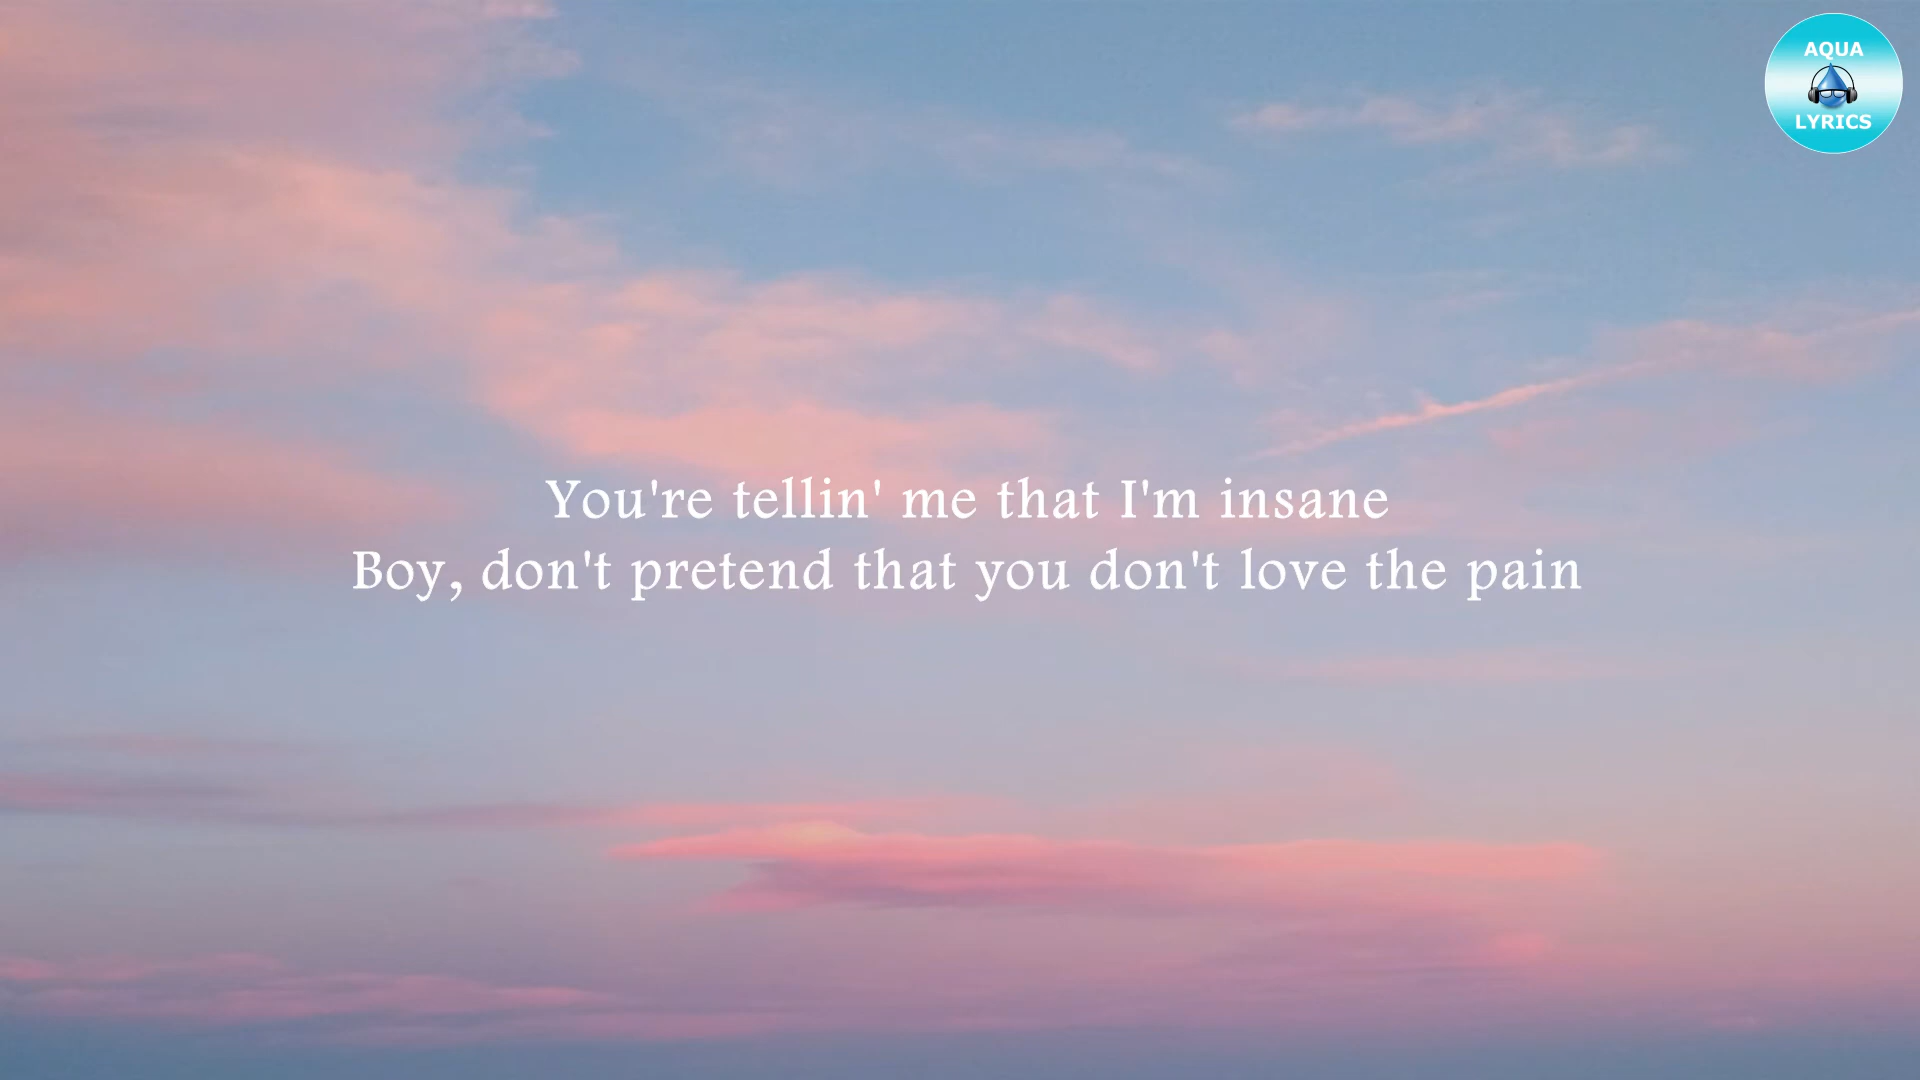 AQUA
LYRICS
You're tellin' me that I'm insane
Boy, don't pretend that you don't love the pain